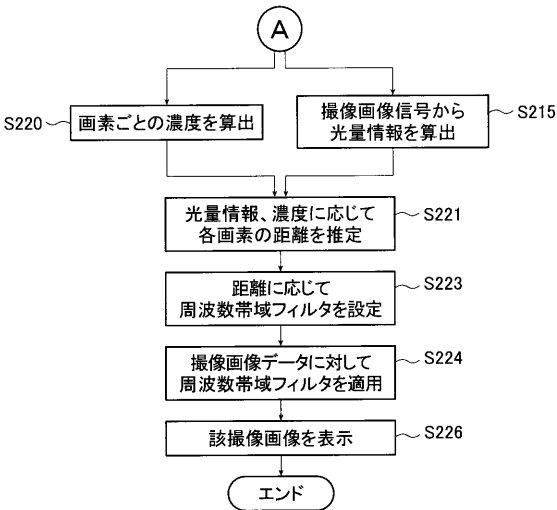 A
S220
画素ごとの濃度を算出
撮像画像信号から
光量情報を算出
S215
光量情報、濃度に応じて
各画素の距離を推定
S221
距離に応じて
周波数帯域フィルタを設定
S223
撮像画像データに対して
周波数帯域フィルタを適用
S224
該撮像画像を表示
S226
エンド